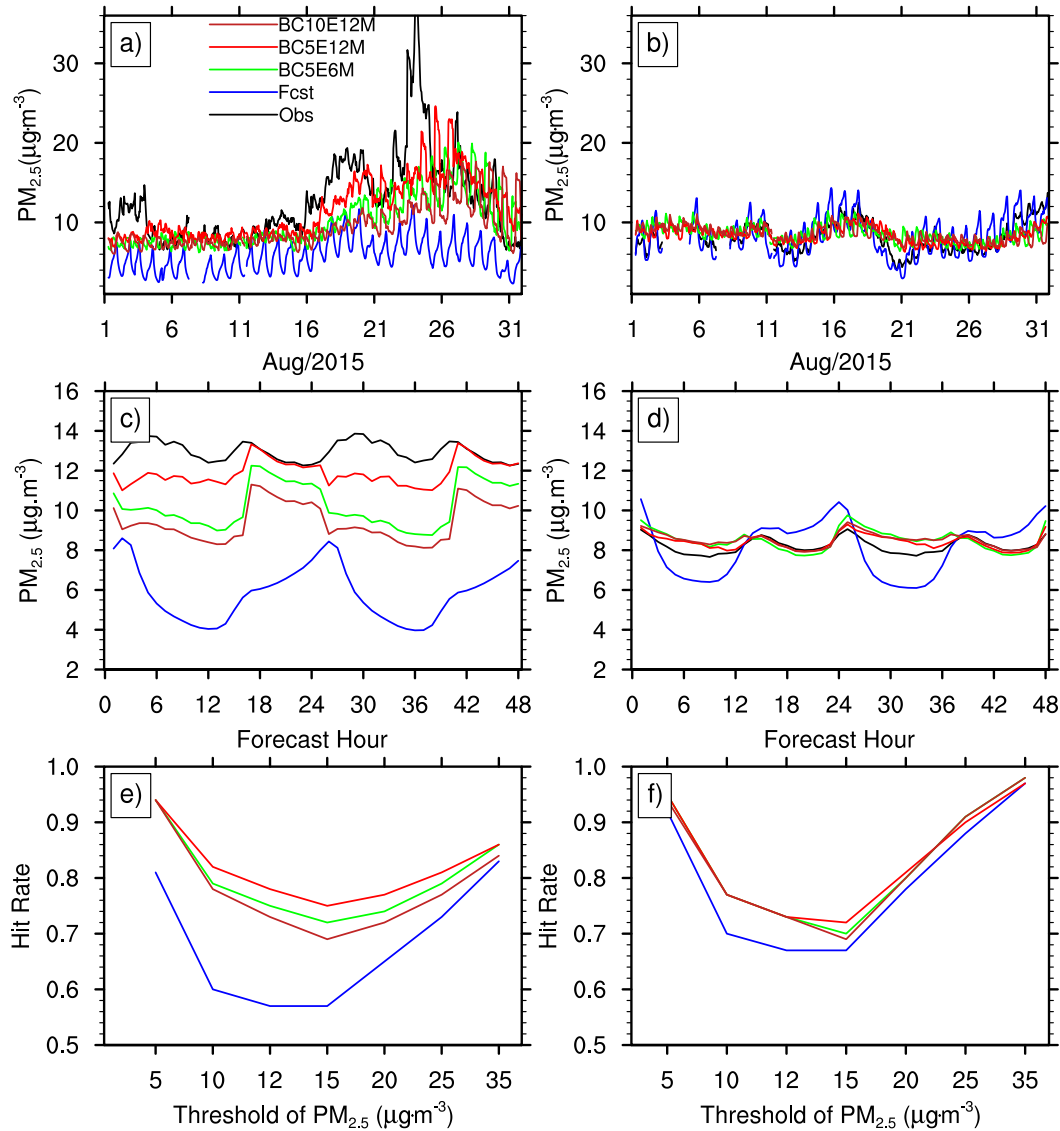 a)
BC10E12M
BC5E12M
BC5E6M
Fcst
Obs
PM2.5(μg·m-3)
30
20
10
1 6 11 16 21 26 31
Aug/2015
b)
PM2.5(μg·m-3)
30
20
10
1 6 11 16 21 26 31
Aug/2015
c)
PM2.5 (μg.m-3)
16
14
12
10
8
6
4
2
0 6 12 18 24 30 36 42 48
Forecast Hour
d)
PM2.5 (μg.m-3)
16
14
12
10
8
6
4
2
0 6 12 18 24 30 36 42 48
Forecast Hour
e)
Hit Rate
1.0
0.9
0.8
0.7
0.6
0.5
5 10 12 15 20 25 35
Threshold of PM2.5 (μg·m-3)
f)
Hit Rate
1.0
0.9
0.8
0.7
0.6
0.5
5 10 12 15 20 25 35
Threshold of PM2.5 (μg·m-3)